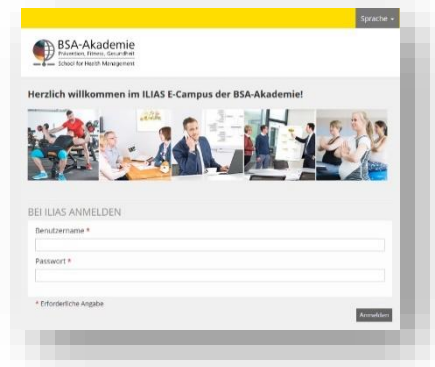 Sprache
BSA-Akademie
Prävention, Fitness, Gesundheit
School for Health Management
Herzlich willkommen im ILIAS E-Campus der BSA-Akademie!
BEI ILIAS ANMELDEN
Benutzername *
Passwort *
* Erforderliche Angabe
Anmelden